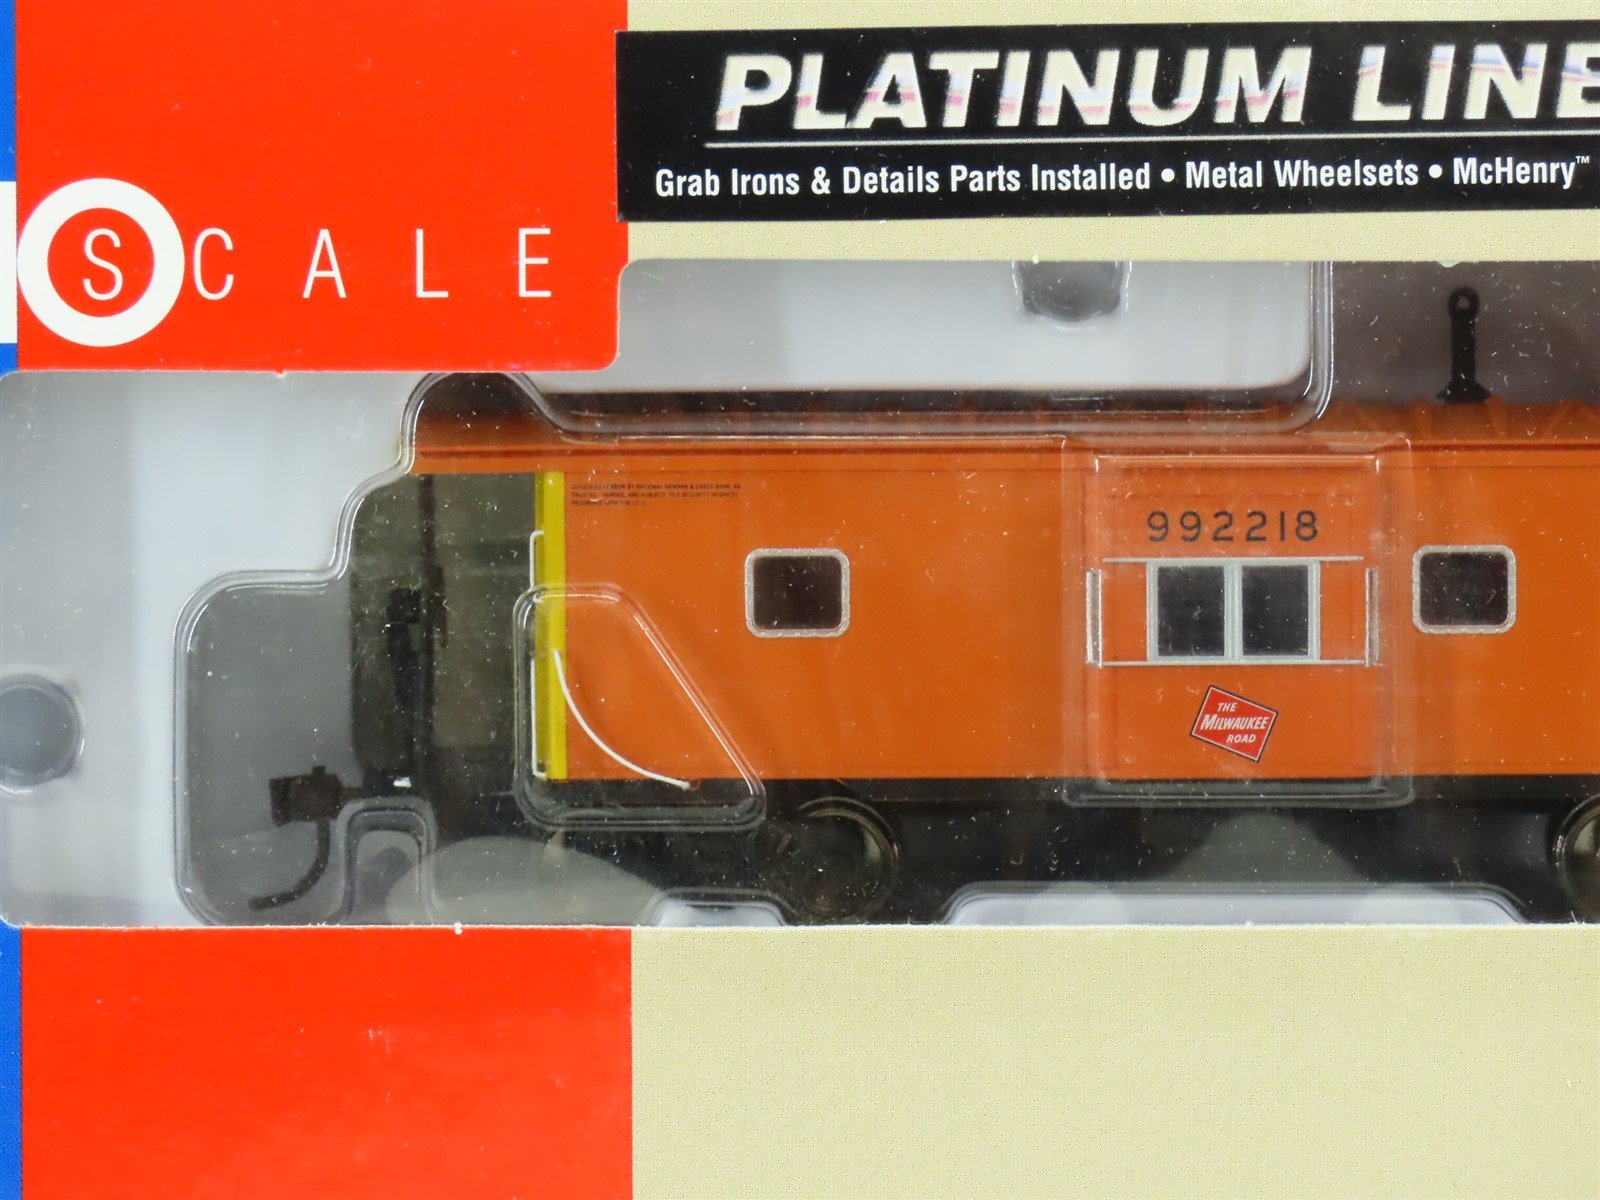 PLATINUM LINE
Grab Irons & Details Parts Installed • Metal Wheelsets • McHenry™
SCALE
992218
THE
MILWAUKEE
ROAD